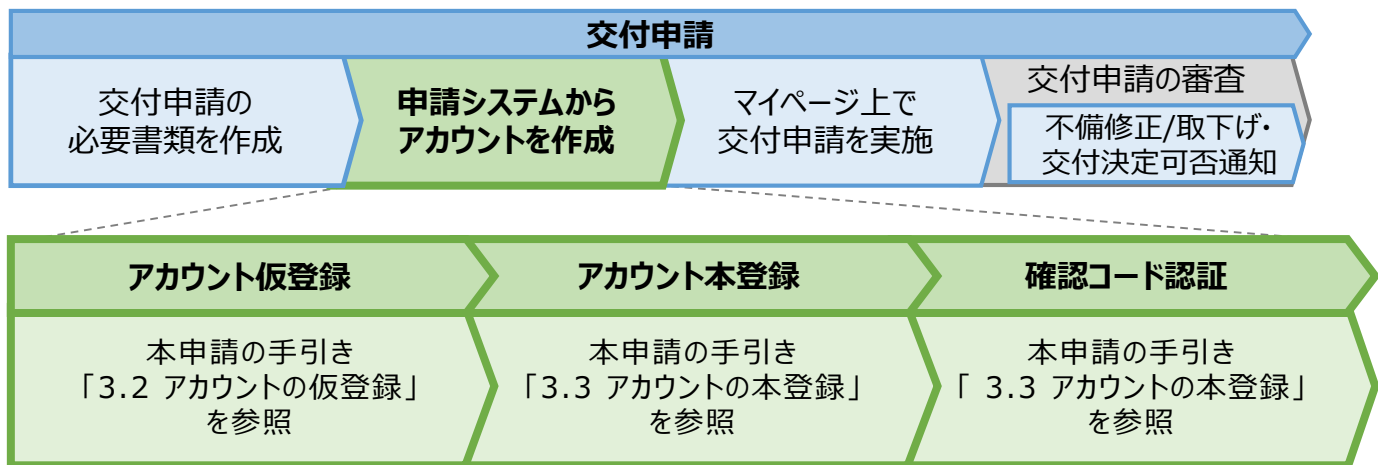 交付申請
交付申請の
必要書類を作成
申請システムから
アカウントを作成
マイページ上で
交付申請を実施
交付申請の審査
不備修正/取下げ・
交付決定可否通知
アカウント仮登録
アカウント本登録
確認コード認証
本申請の手引き
「3.2 アカウントの仮登録」
を参照
本申請の手引き
「3.3 アカウントの本登録」
を参照
本申請の手引き
「 3.3 アカウントの本登録」
を参照